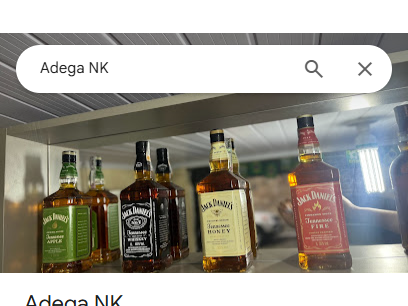 Adega NK
JACK DANIEL'S
Tennessee
APPLE
JACK DANIEL'S
Tennessee
WHISKEY
JACK DANIEL'S
Tennessee
HONEY
JACK DANIEL'S
Tennessee
FIRE
Adega NK